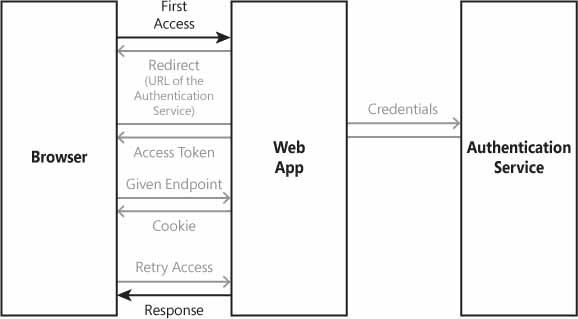 First
Access
Redirect
(URL of the
Authentication
Service)
Credentials
Browser
Access Token
Web
App
Authentication
Service
Given Endpoint
Cookie
Retry Access
Response